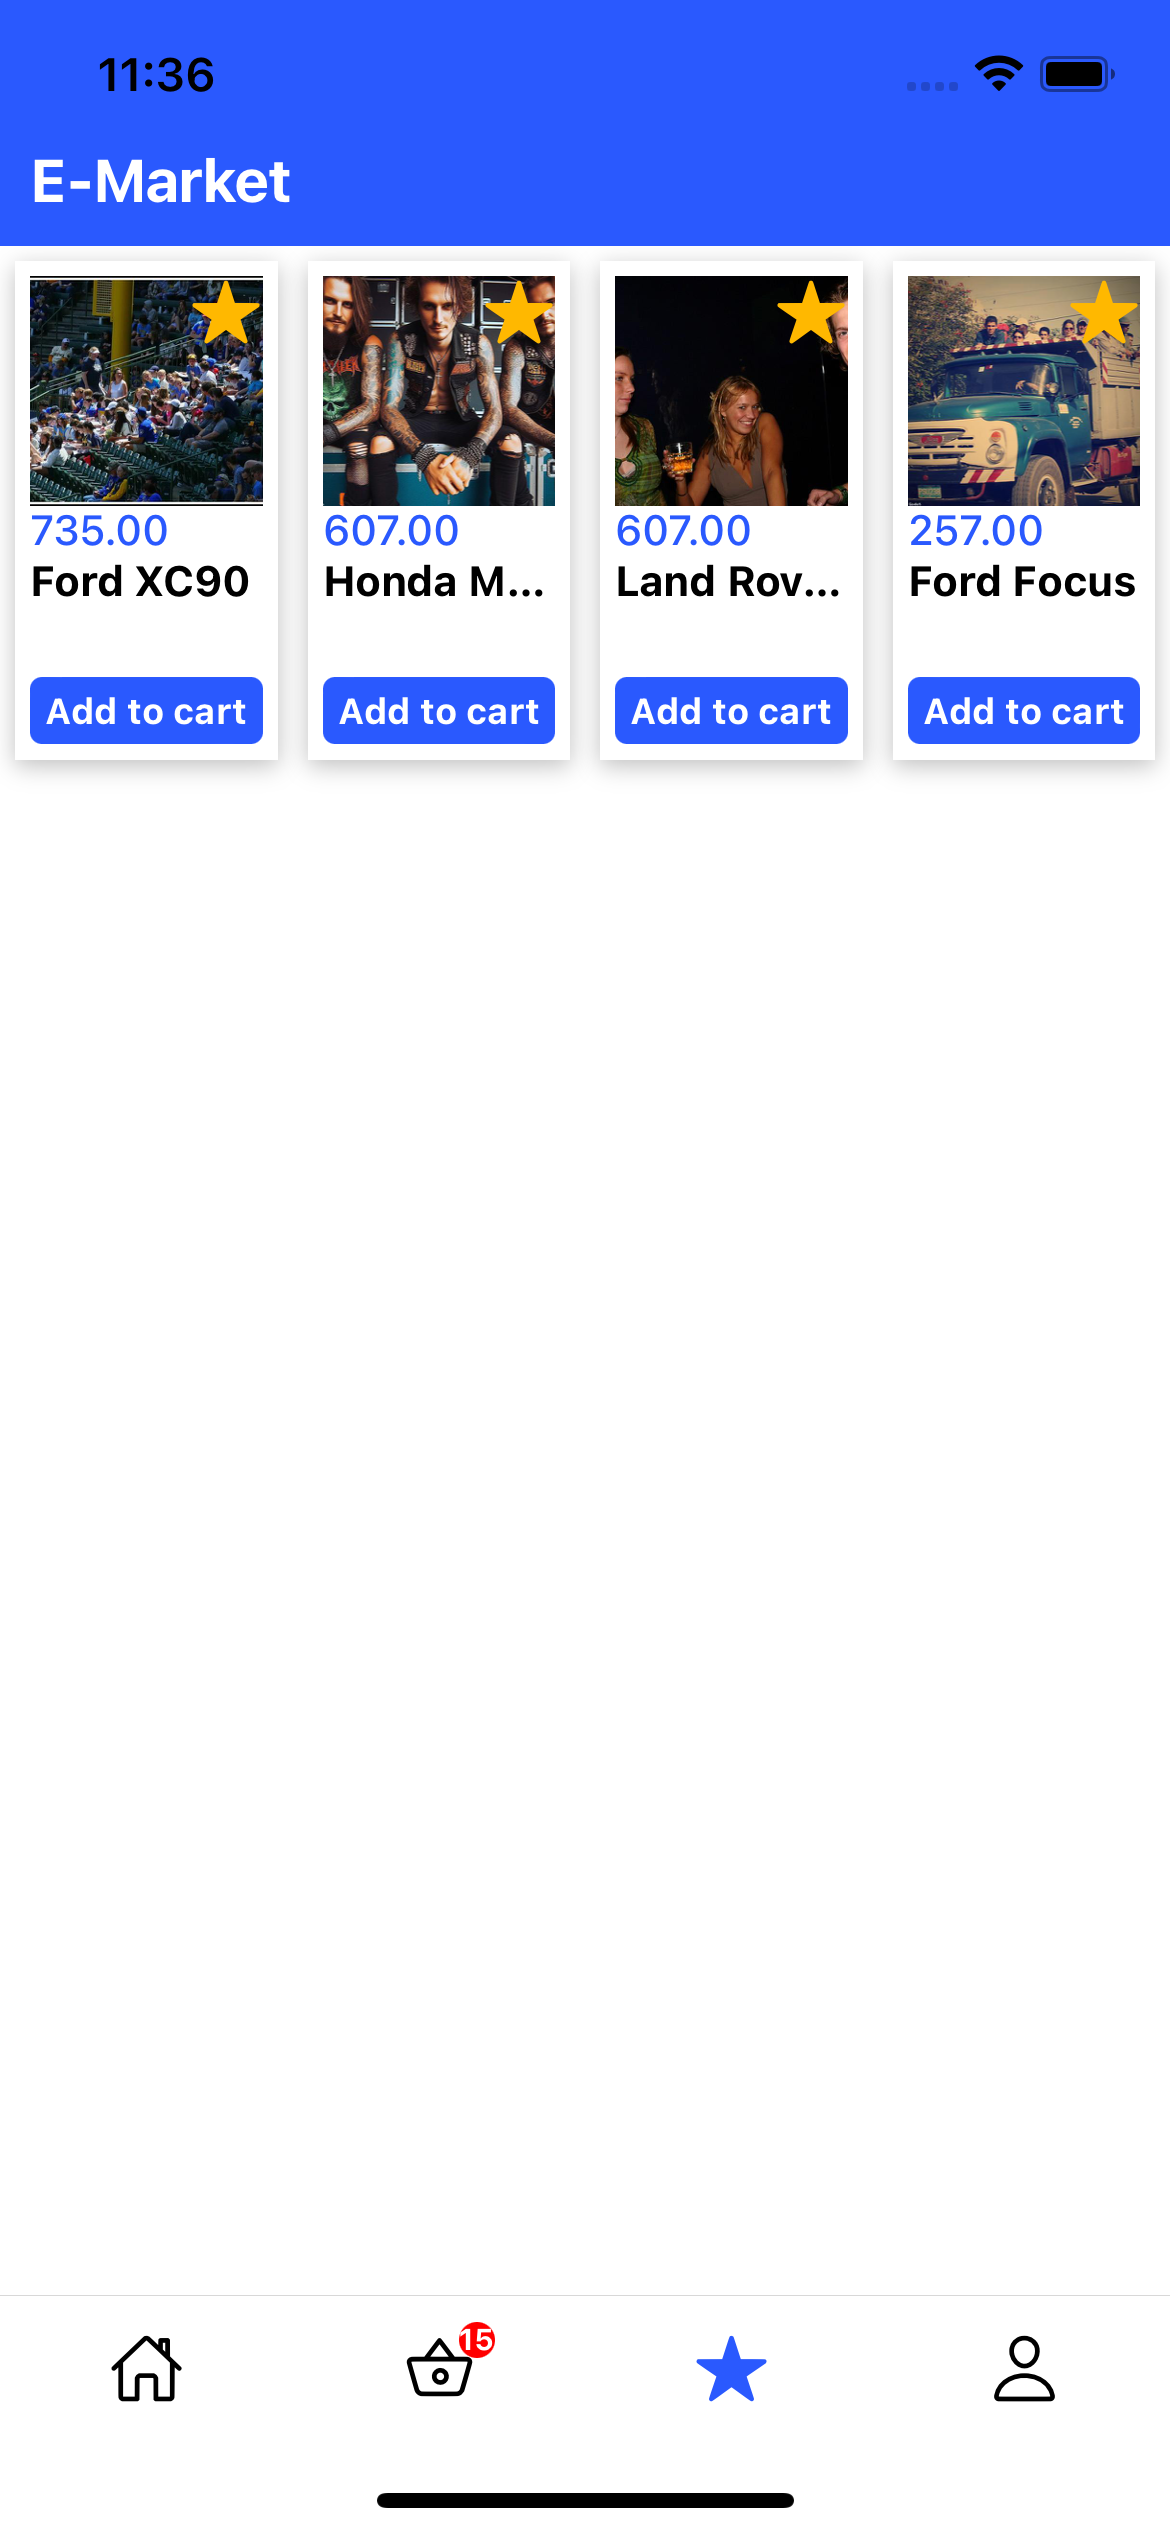 11:36
E-Market
735.00
Ford XC90
Add to cart
607.00
Honda M...
Add to cart
607.00
Land Rov...
Add to cart
257.00
Ford Focus
Add to cart
15